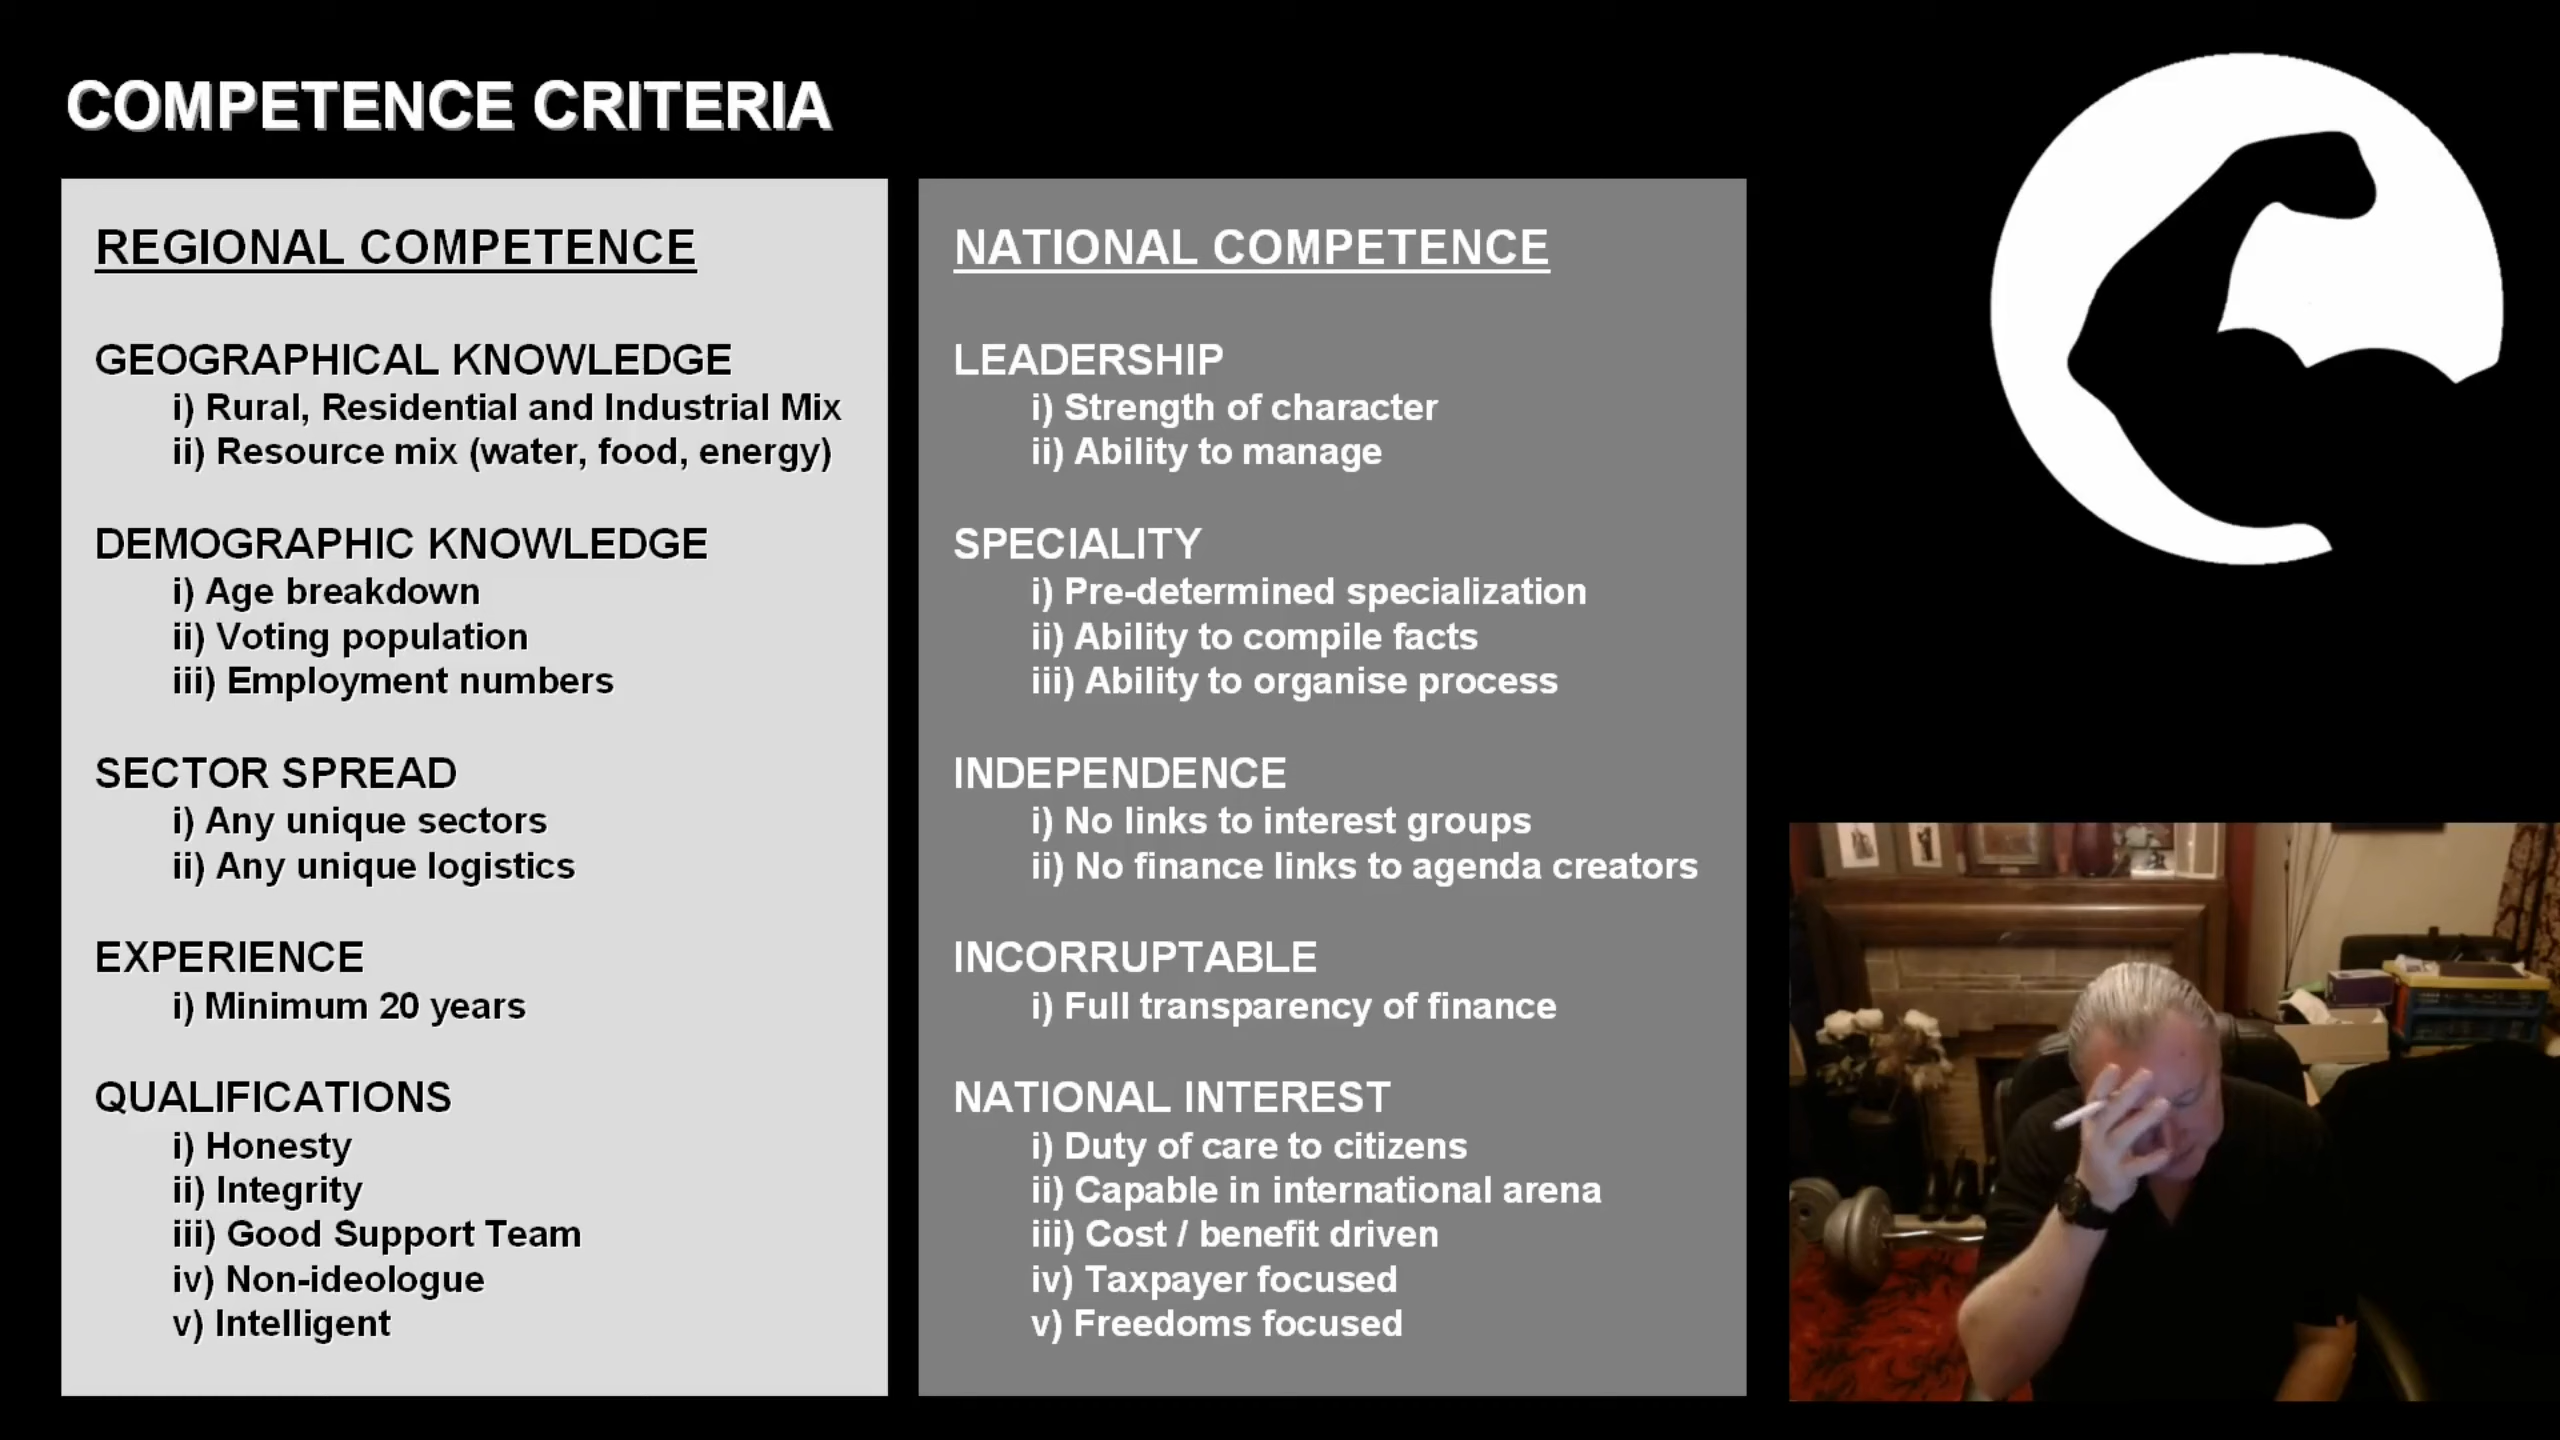 COMPETENCE CRITERIA
REGIONAL COMPETENCE
GEOGRAPHICAL KNOWLEDGE
i) Rural, Residential and Industrial Mix
ii) Resource mix (water, food, energy)
DEMOGRAPHIC KNOWLEDGE
i) Age breakdown
ii) Voting population
iii) Employment numbers
SECTOR SPREAD
i) Any unique sectors
ii) Any unique logistics
EXPERIENCE
i) Minimum 20 years
QUALIFICATIONS
i) Honesty
ii) Integrity
iii) Good Support Team
iv) Non-ideologue
v) Intelligent
NATIONAL COMPETENCE
LEADERSHIP
i) Strength of character
ii) Ability to manage
SPECIALITY
i) Pre-determined specialization
ii) Ability to compile facts
iii) Ability to organise process
INDEPENDENCE
i) No links to interest groups
ii) No finance links to agenda creators
INCORRUPTABLE
i) Full transparency of finance
NATIONAL INTEREST
i) Duty of care to citizens
ii) Capable in international arena
iii) Cost / benefit driven
iv) Taxpayer focused
v) Freedoms focused